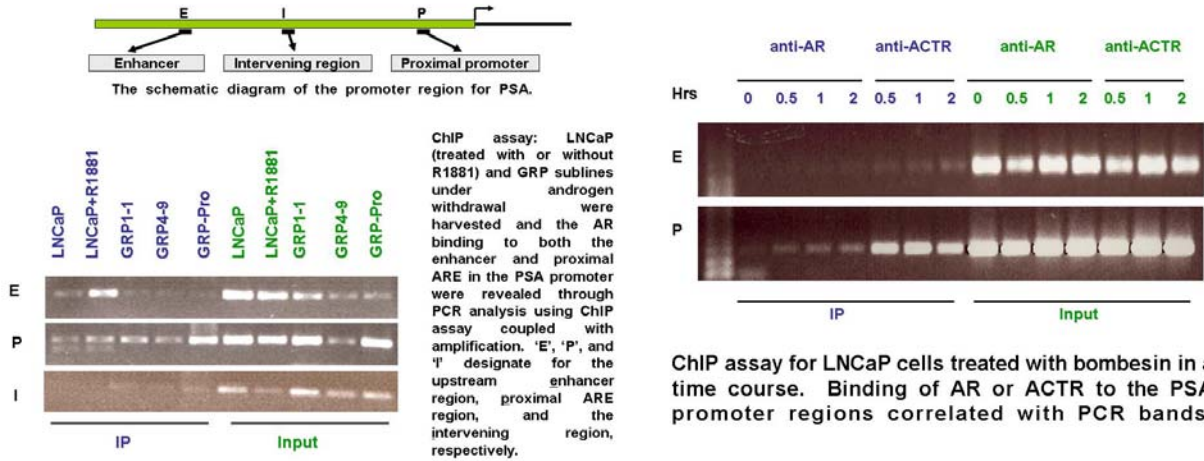 E I P
Enhancer Intervening region Proximal promoter
The schematic diagram of the promoter region for PSA.
LNCaP
LNCaP+R1881
GRP1-1
GRP4-9
GRP-Pro
LNCaP
LNCaP+R1881
GRP1-1
GRP4-9
GRP-Pro
E
P
I
IP Input
ChIP assay: LNCaP
(treated with or without
R1881) and GRP sublines
under androgen
withdrawal were
harvested and the AR
binding to both the
enhancer and proximal
ARE in the PSA promoter
were revealed through
PCR analysis using ChIP
assay coupled with
amplification. 'E', 'P', and
'I' designate for the
upstream enhancer
region, proximal ARE
region, and the
intervening region,
respectively.
anti-AR anti-ACTR anti-AR anti-ACTR
Hrs 0 0.5 1 2 0.5 1 2 0 0.5 1 2 0.5 1 2
E
P
IP Input
ChIP assay for LNCaP cells treated with bombesin in a
time course. Binding of AR or ACTR to the PSA
promoter regions correlated with PCR bands